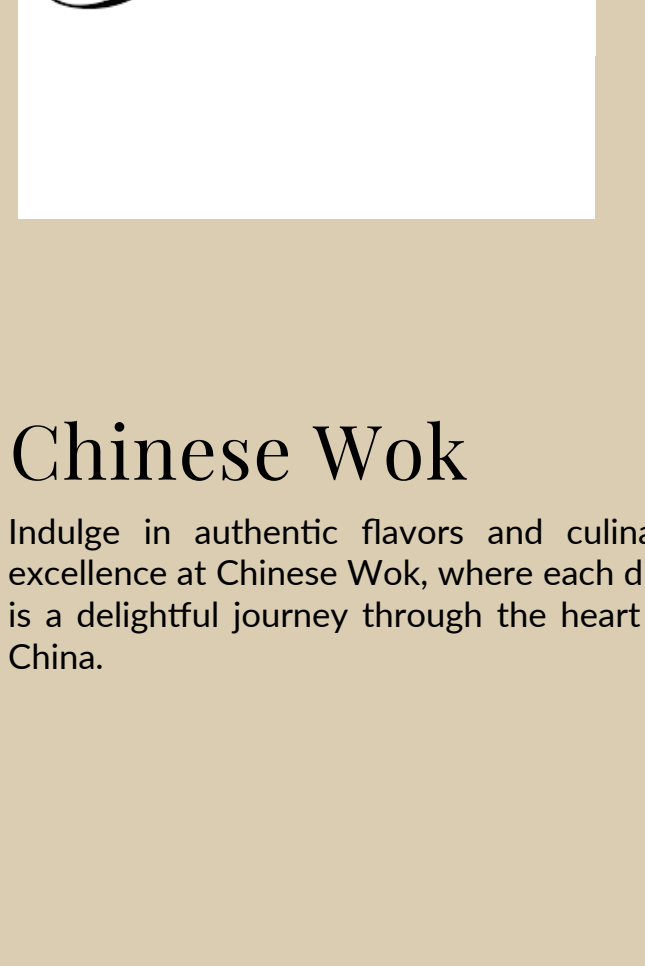 Chinese Wok
Indulge in authentic flavors and
excellence at Chinese Wok, where each
is a delightful journey through the heart
China.